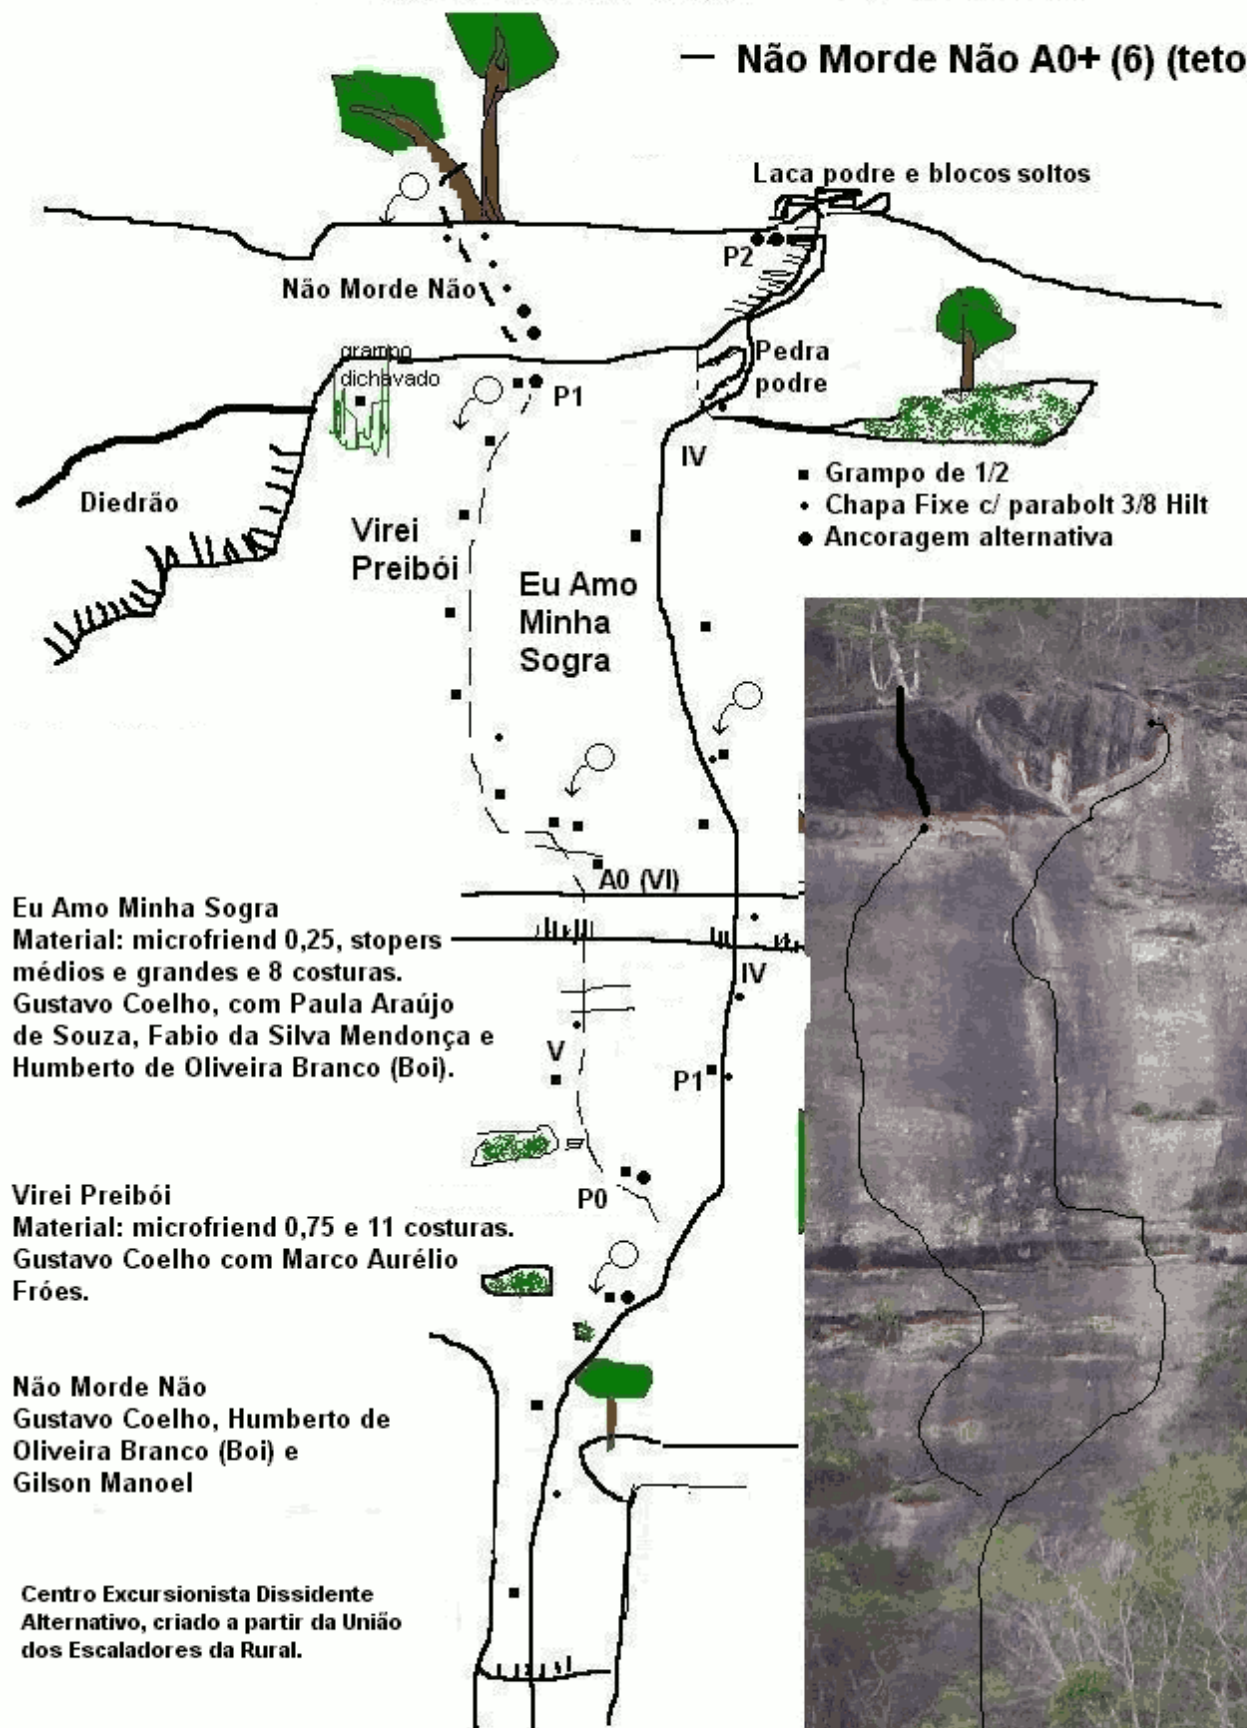 — Não Morde Não A0+ (6) (teto
Laca podre e blocos soltos
P2
Não Morde Não
grampo
dichavado
Pedra
podre
P1
IV
Diedrão
Virei
Preibói
Grampo de 1/2
Chapa Fixe c/ parabolt 3/8 Hilt
Ancoragem alternativa
Eu Amo
Minha
Sogra
A0 (VI)
Eu Amo Minha Sogra
Material: microfriend 0,25, stopers
médios e grandes e 8 costuras.
Gustavo Coelho, com Paula Araújo
de Souza, Fabio da Silva Mendonça e
Humberto de Oliveira Branco (Boi).
IV
V
P1
P0
Virei Preibói
Material: microfriend 0,75 e 11 costuras.
Gustavo Coelho com Marco Aurélio
Fróes.
Não Morde Não
Gustavo Coelho, Humberto de
Oliveira Branco (Boi) e
Gilson Manoel
Centro Excursionista Dissidente
Alternativo, criado a partir da União
dos Escaladores da Rural.